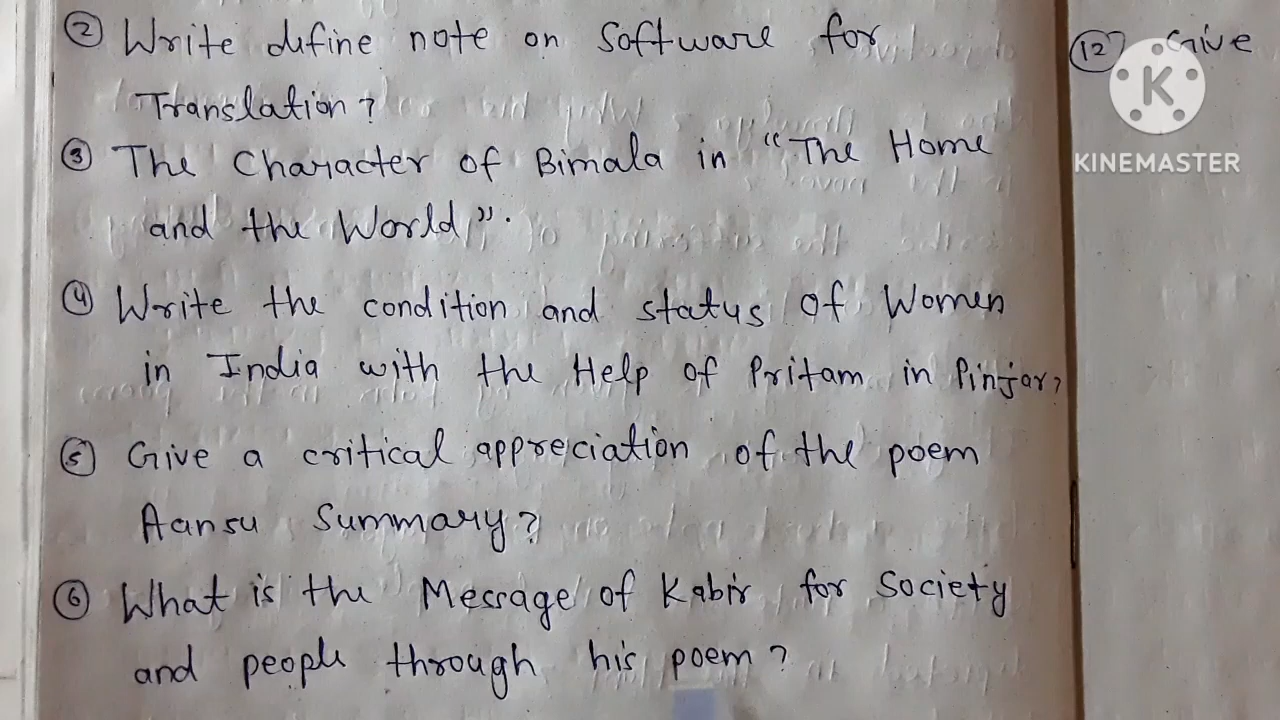 ② Write define note on Software for
Translation?
③ The Character of Bimala in "The Home
and the World".
④ Write the condition and status of Women
in India with the Help of Pritam in Pinjar?
⑤ Give a critical appreciation of the poem
Aansu Summary?
⑥ What is the Message of Kabir for Society
and people through his poem?
⑫ Give
K
KINEMASTER